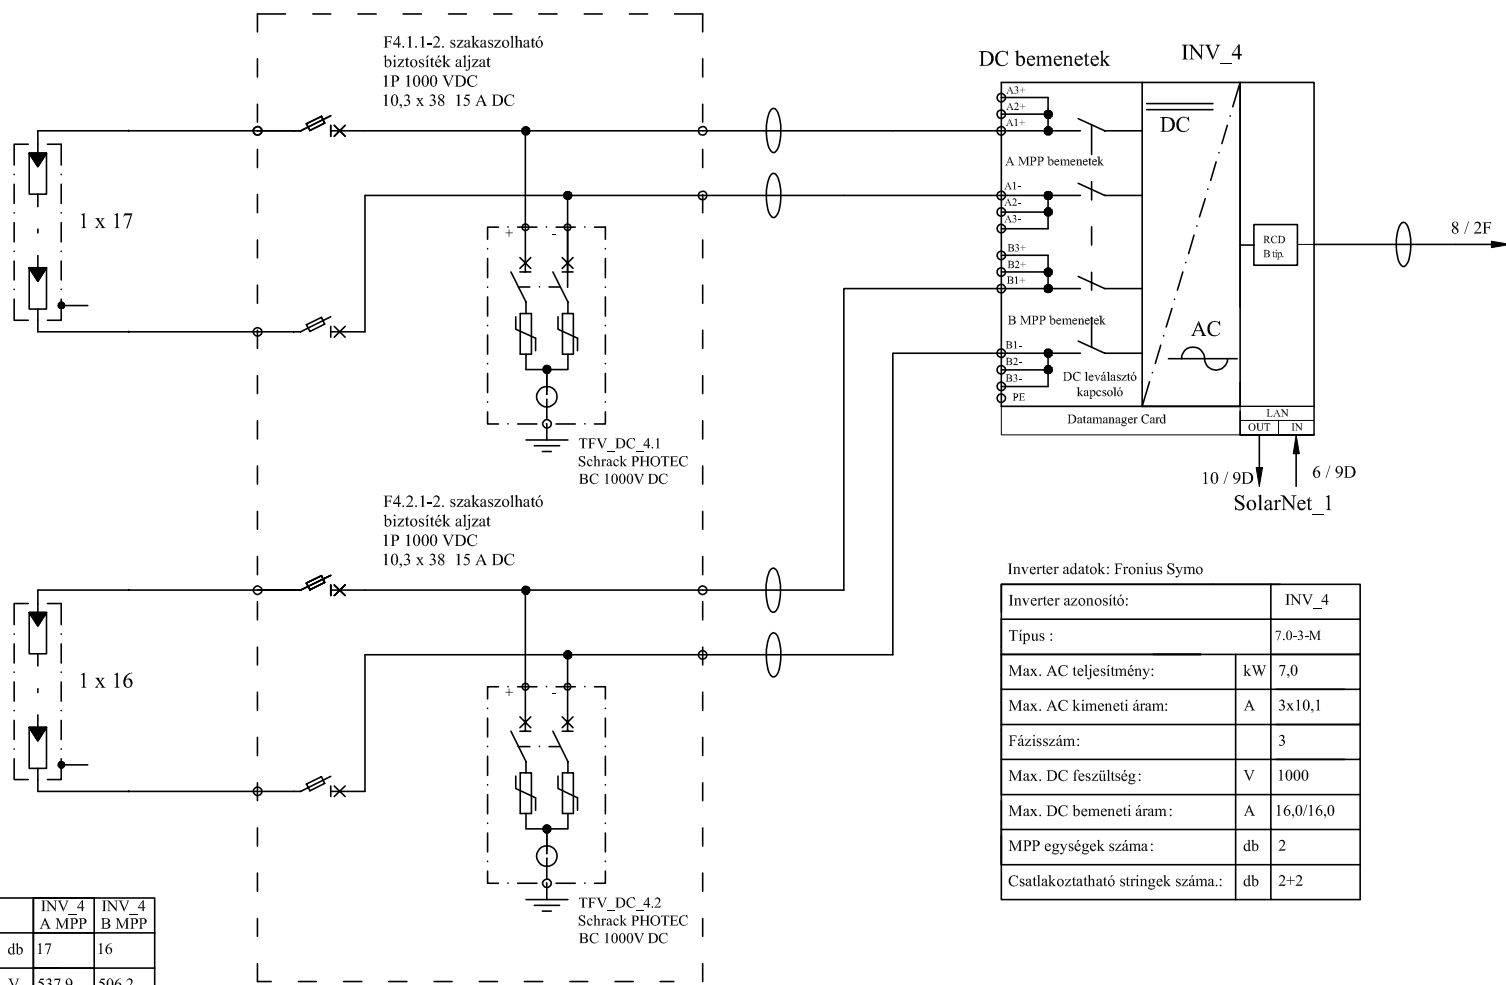 F4.1.1-2. szakaszolható
biztosíték aljzat
1P 1000 VDC
10,3 x 38 15 A DC
1 x 17
+ -
TFV_DC_4.1
Schrack PHOTEC
BC 1000V DC
DC bemenetek
INV_4
A3+
A2+
A1+
DC
A MPP bemenetek
A1-
A2-
A3-
B3+
B2+
B1+
RCD
B tip.
8 / 2F
B MPP bemenetek
AC
B1-
B2-
B3-
PE
DC leválasztó
kapcsoló
Datamanager Card
LAN
OUT IN
10 / 9D
6 / 9D
SolarNet_1
F4.2.1-2. szakaszolható
biztosíték aljzat
1P 1000 VDC
10,3 x 38 15 A DC
1 x 16
+ -
TFV_DC_4.2
Schrack PHOTEC
BC 1000V DC
Inverter adatok: Fronius Symo
Inverter azonosító: INV_4
Típus : 7.0-3-M
Max. AC teljesítmény: kW 7,0
Max. AC kimeneti áram: A 3x10,1
Fázisszám: 3
Max. DC feszültség: V 1000
Max. DC bemeneti áram: A 16,0/16,0
MPP egységek száma: db 2
Csatlakoztatható stringek száma.: db 2+2
INV_4 INV_4
A MPP B MPP
db 17 16
V 537,9 506,2